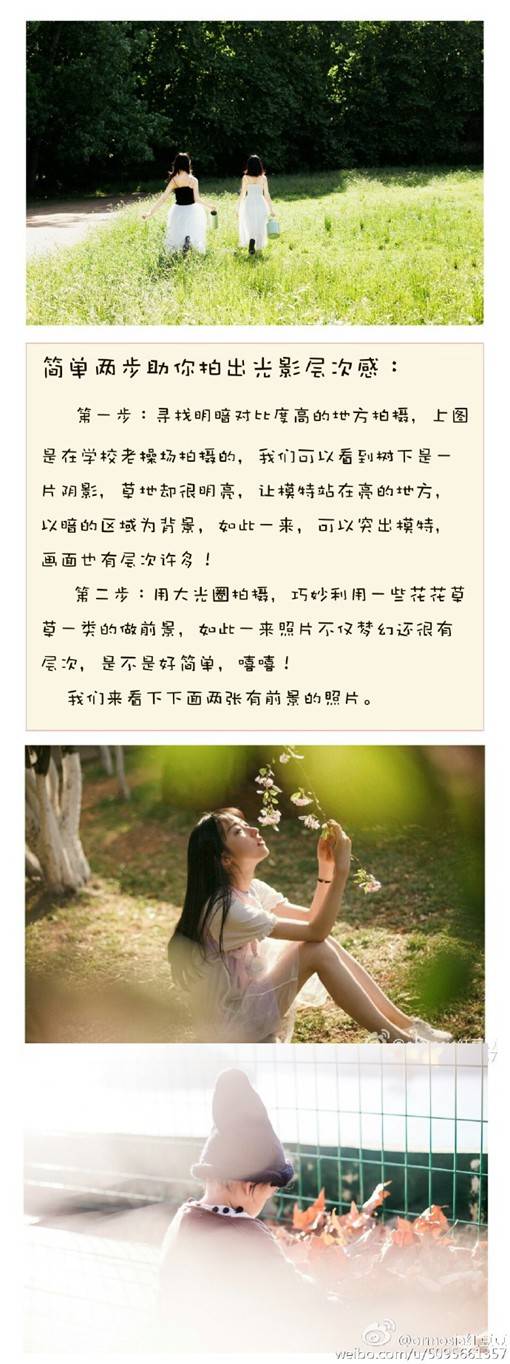 简单两步助你拍出光影层次感：
第一步：寻找明暗对比度高的地方拍摄，上图
是在学校老操场拍摄的，我们可以看到树下是一
片阴影，草地却很明亮，让模特站在亮的地方，
以暗的区域为背景，如此一来，可以突出模特，
画面也有层次许多！
第二步：用大光圈拍摄，巧妙利用一些花花草
草一类的做前景，如此一来照片不仅梦幻还很有
层次，是不是好简单，嘻嘻！
我们来看下下面两张有前景的照片。
weibo.com/u/5095661357